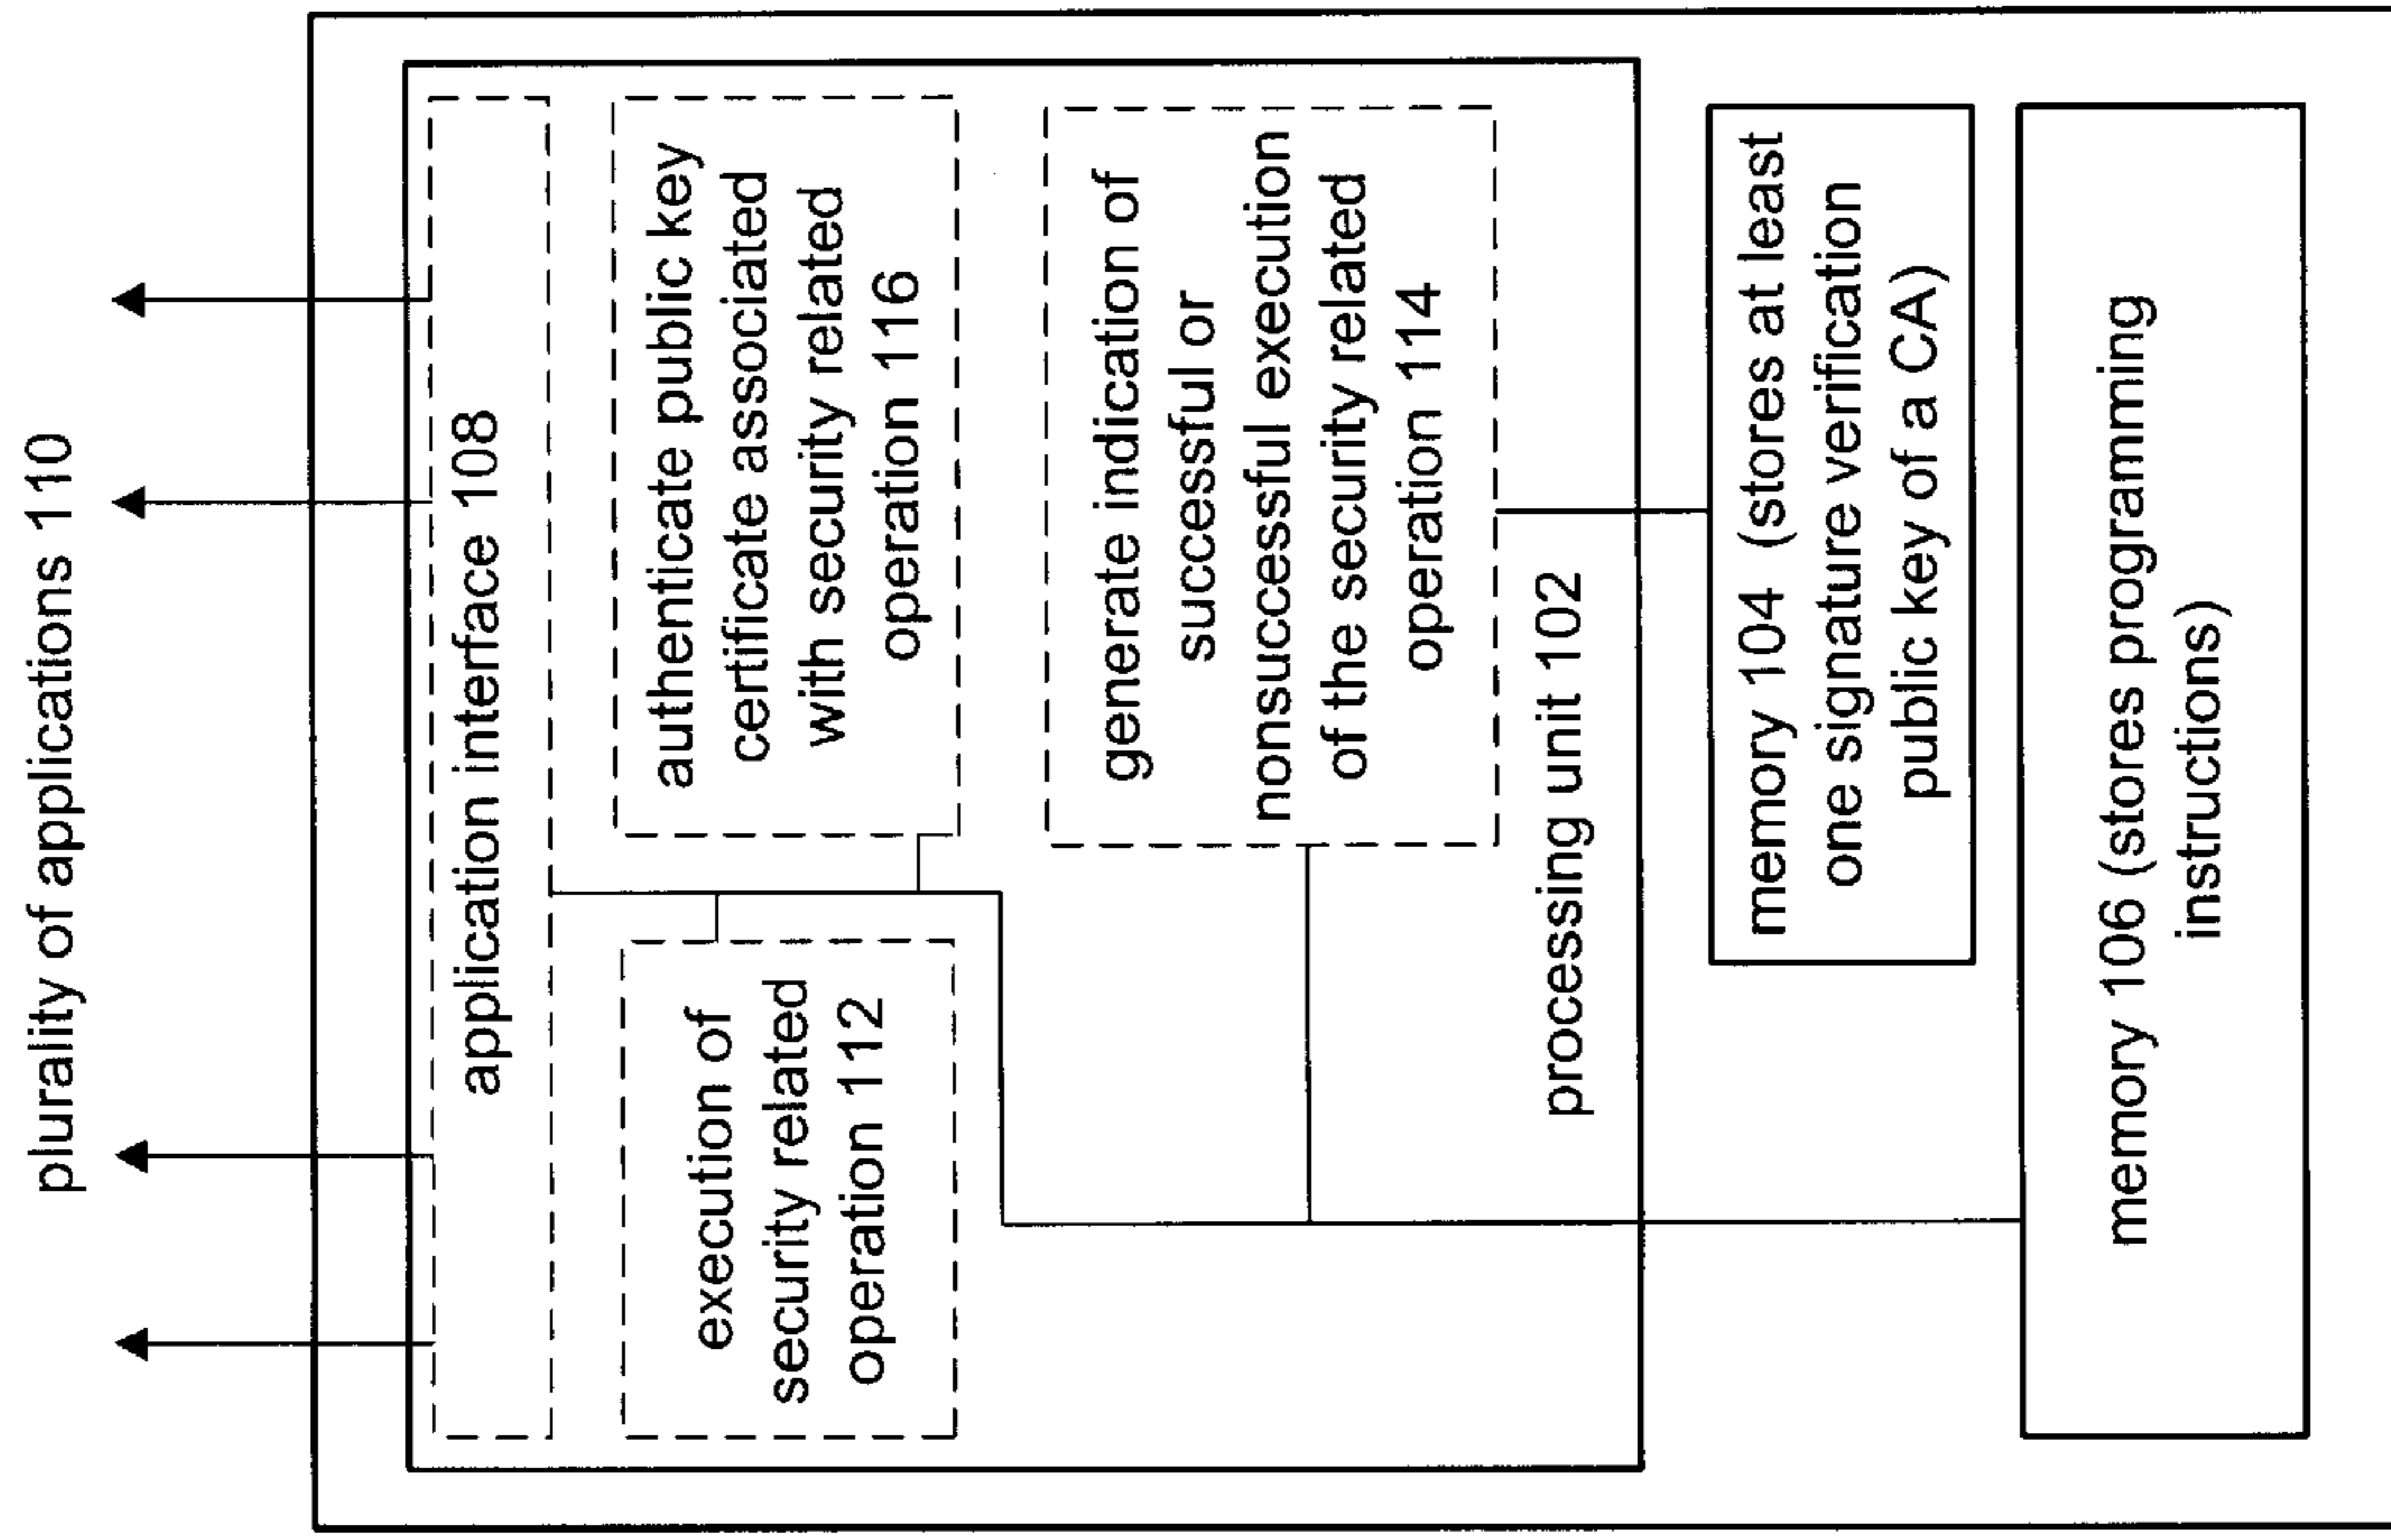 plurality of applications 110
application interface 108
execution of
security related
operation 112
authenticate public key
certificate associated
with security related
operation 116
generate indication of
successful or
nonsuccessful execution
of the security related
operation 114
processing unit 102
memory 104 (stores at least
one signature verification
public key of a CA)
memory 106 (stores programming
instructions)